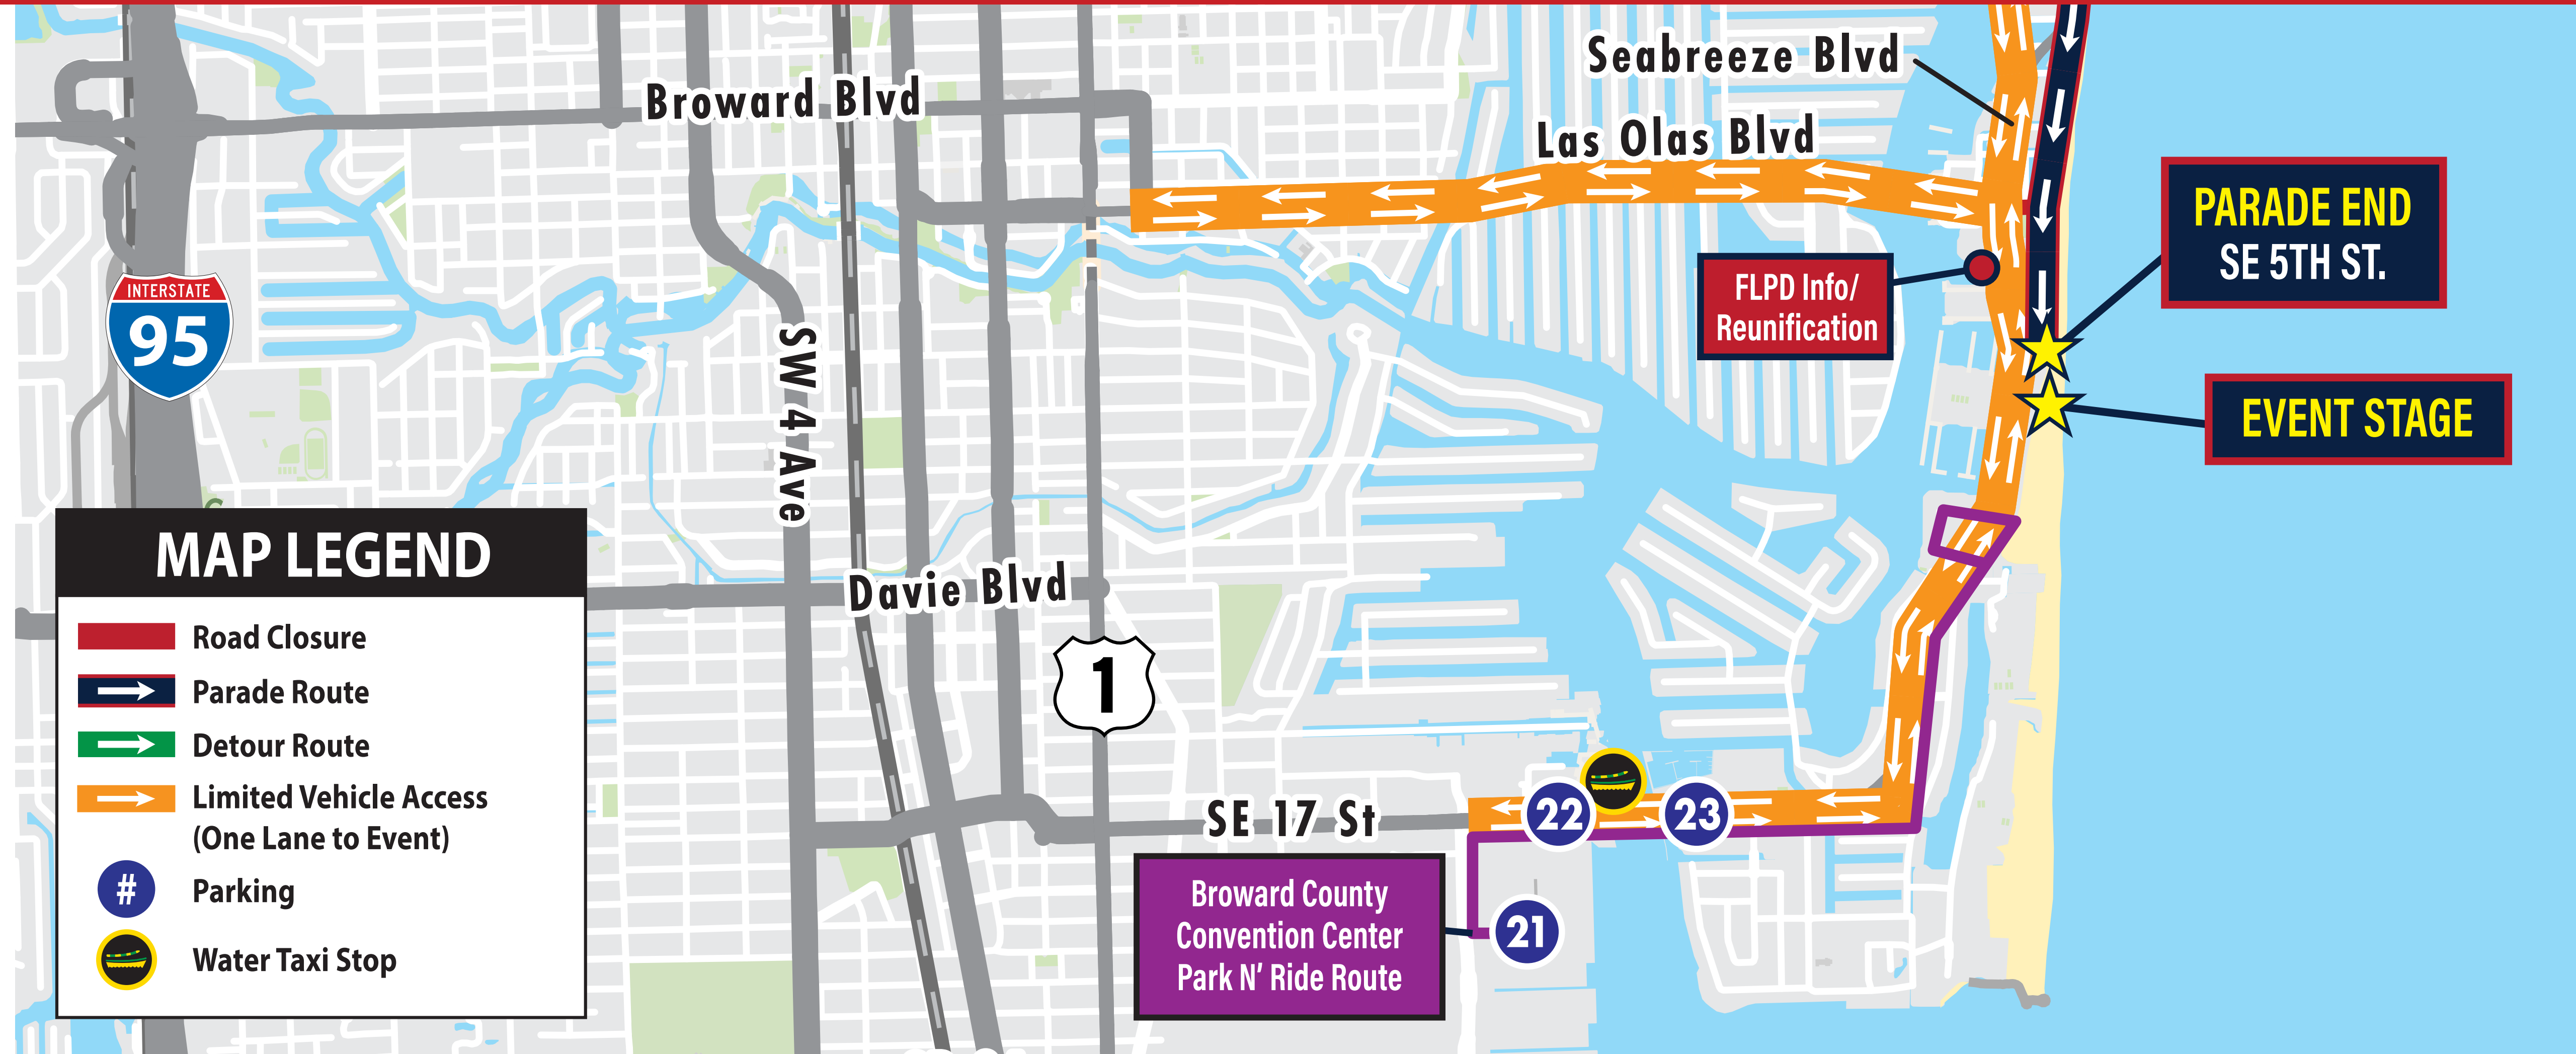 Seabreeze Blvd
Broward Blvd
Las Olas Blvd
PARADE END
SE 5TH ST.
FLPD Info/
Reunification
INTERSTATE
95
SW 4 Ave
EVENT STAGE
MAP LEGEND
Road Closure
Parade Route
Detour Route
Limited Vehicle Access
(One Lane to Event)
#
Parking
Water Taxi Stop
Davie Blvd
1
SE 17 St
22
23
Broward County
Convention Center
Park N’ Ride Route
21